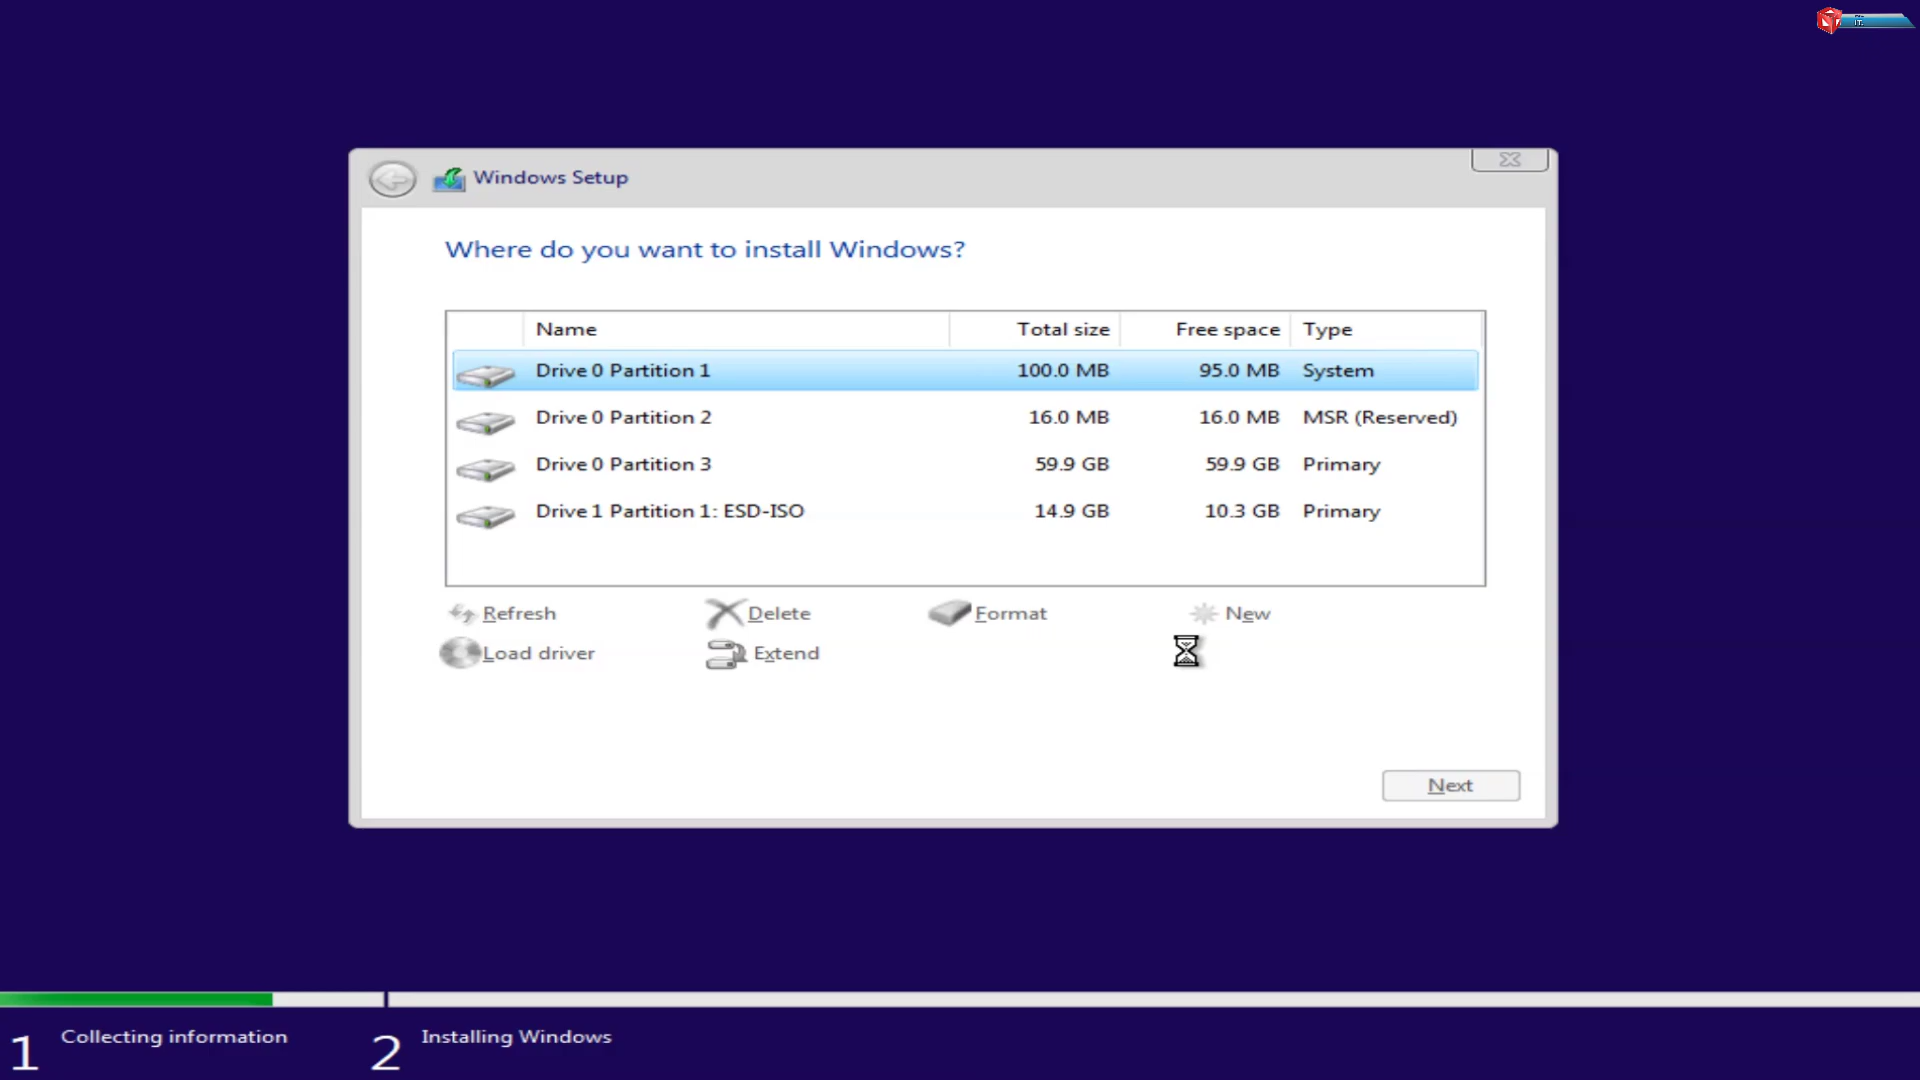 Windows Setup
Where do you want to install Windows?
Name Total size Free space Type
Drive 0 Partition 1 100.0 MB 95.0 MB System
Drive 0 Partition 2 16.0 MB 16.0 MB MSR (Reserved)
Drive 0 Partition 3 59.9 GB 59.9 GB Primary
Drive 1 Partition 1: ESD-ISO 14.9 GB 10.3 GB Primary
Refresh Delete Format New
Load driver Extend
Next
1 Collecting information 2 Installing Windows